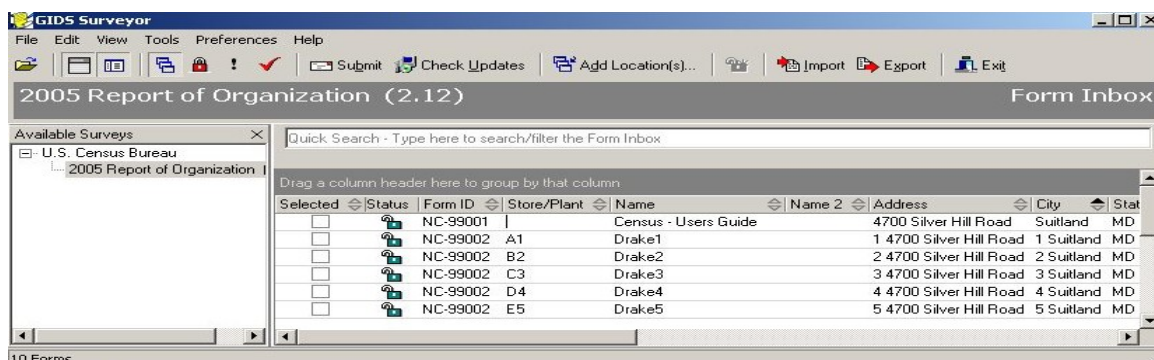 GIDS Surveyor
File Edit View Tools Preferences Help
Submit Check Updates Add Location(s)... Import Export Exit
2005 Report of Organization (2.12) Form Inbox
Available Surveys
Quick Search - Type here to search/filter the Form Inbox
U.S. Census Bureau
2005 Report of Organization
Drag a column header here to group by that column
Selected Status Form ID Store/Plant Name Name 2 Address City Stat
NC-99001 Census - Users Guide 4700 Silver Hill Road Suitland MD
NC-99002 A1 Drake1 1 4700 Silver Hill Road 1 Suitland MD
NC-99002 B2 Drake2 2 4700 Silver Hill Road 2 Suitland MD
NC-99002 C3 Drake3 3 4700 Silver Hill Road 3 Suitland MD
NC-99002 D4 Drake4 4 4700 Silver Hill Road 4 Suitland MD
NC-99002 E5 Drake5 5 4700 Silver Hill Road 5 Suitland MD
10 Forms